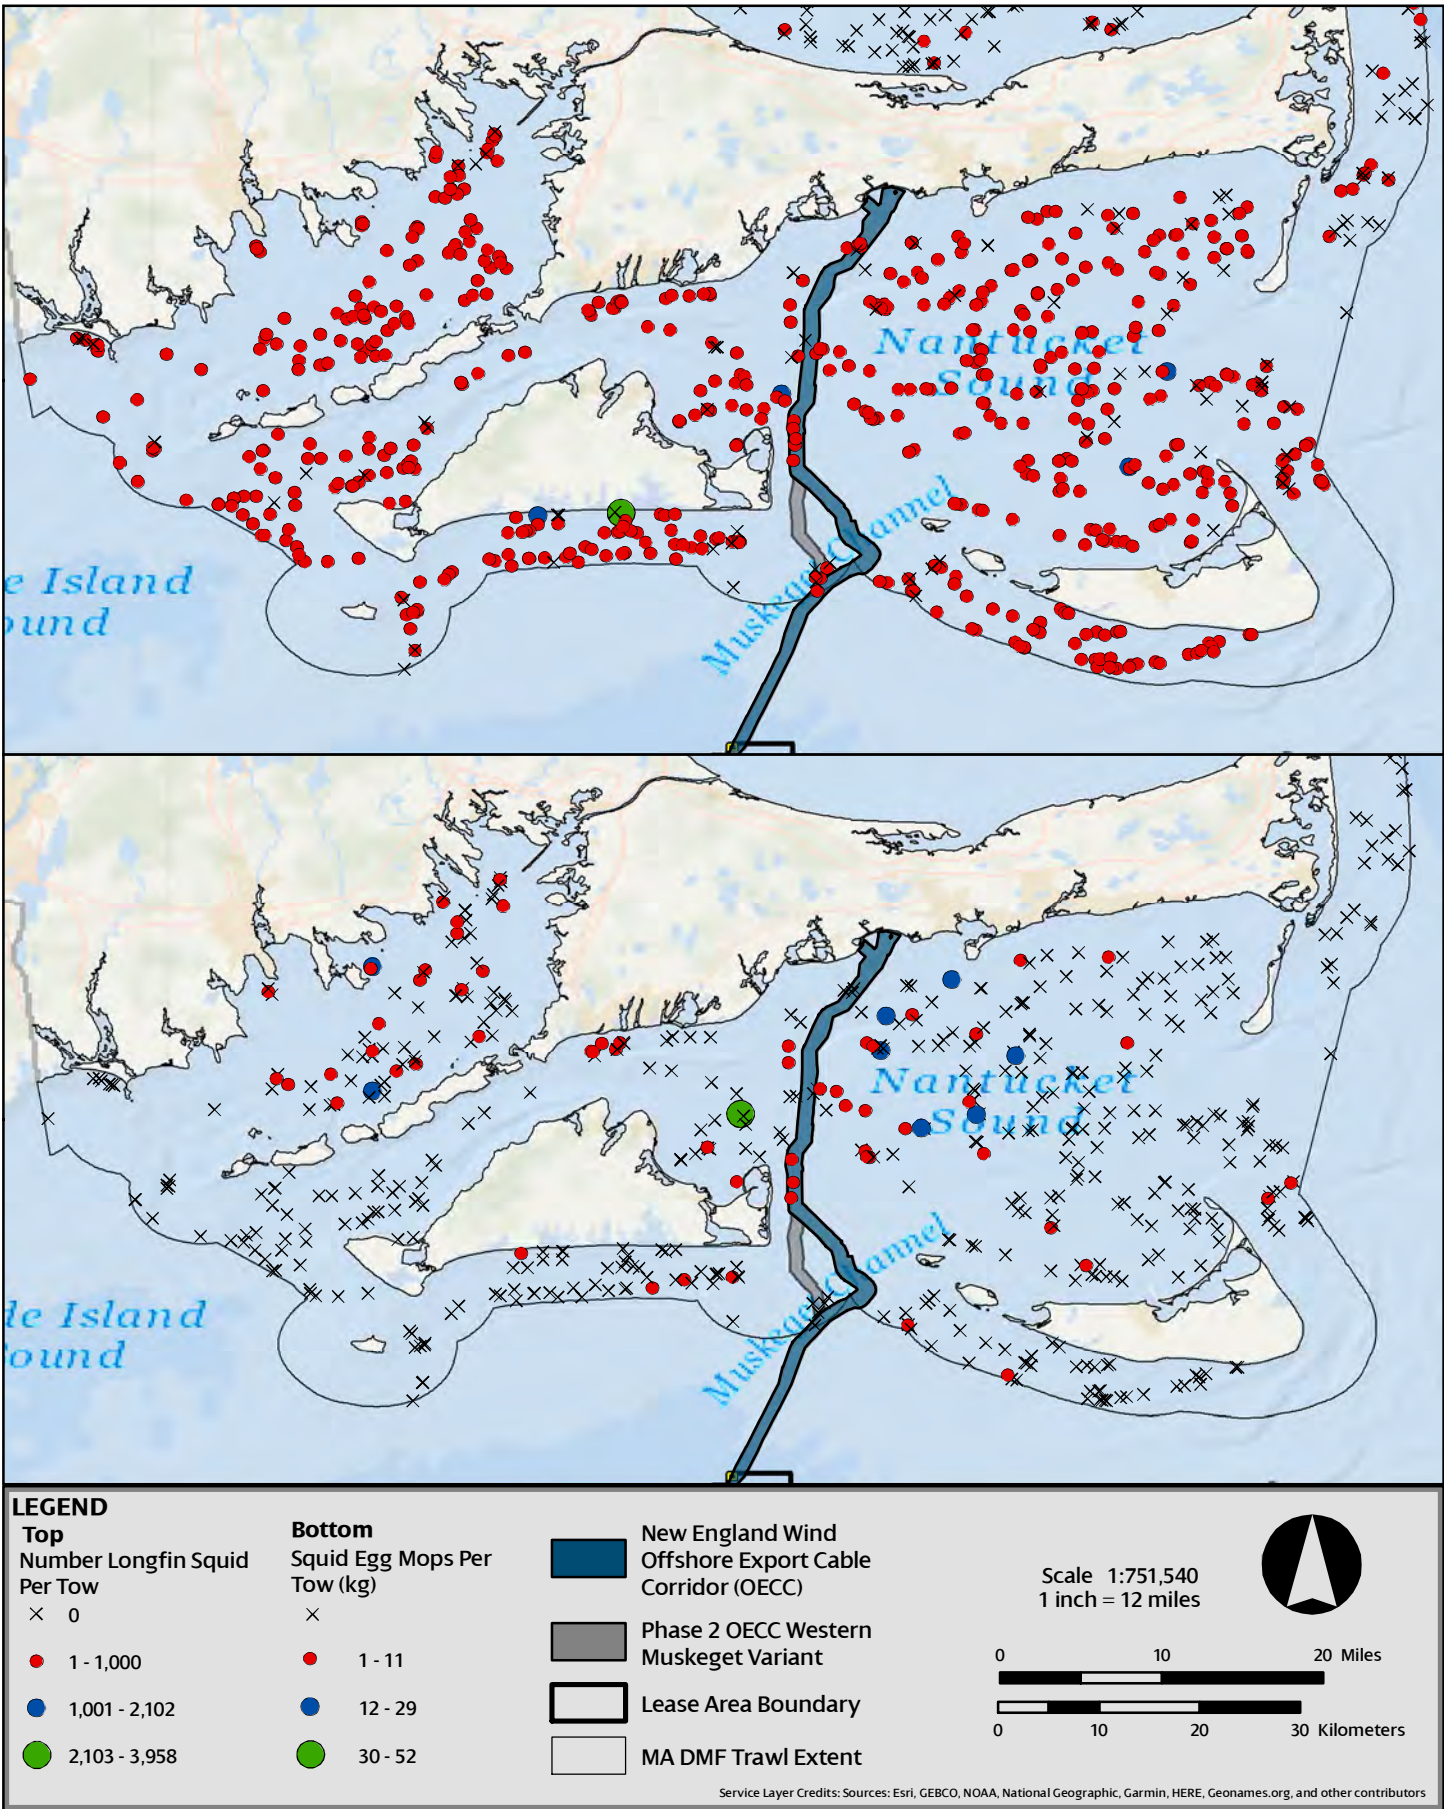 Nantucket
Sound
Muskeget Channel
e Island
ound
Nantucket
Sound
Muskeget Channel
de Island
ound
LEGEND
Top
Number Longfin Squid
Per Tow
0
1 - 1,000
1,001 - 2,102
2,103 - 3,958
Bottom
Squid Egg Mops Per
Tow (kg)
1 - 11
12 - 29
30 - 52
New England Wind
Offshore Export Cable
Corridor (OECC)
Phase 2 OECC Western
Muskeget Variant
Lease Area Boundary
MA DMF Trawl Extent
Scale 1:751,540
1 inch = 12 miles
0 10 20 Miles
0 10 20 30 Kilometers
Service Layer Credits: Sources: Esri, GEBCO, NOAA, National Geographic, Garmin, HERE, Geonames.org, and other contributors